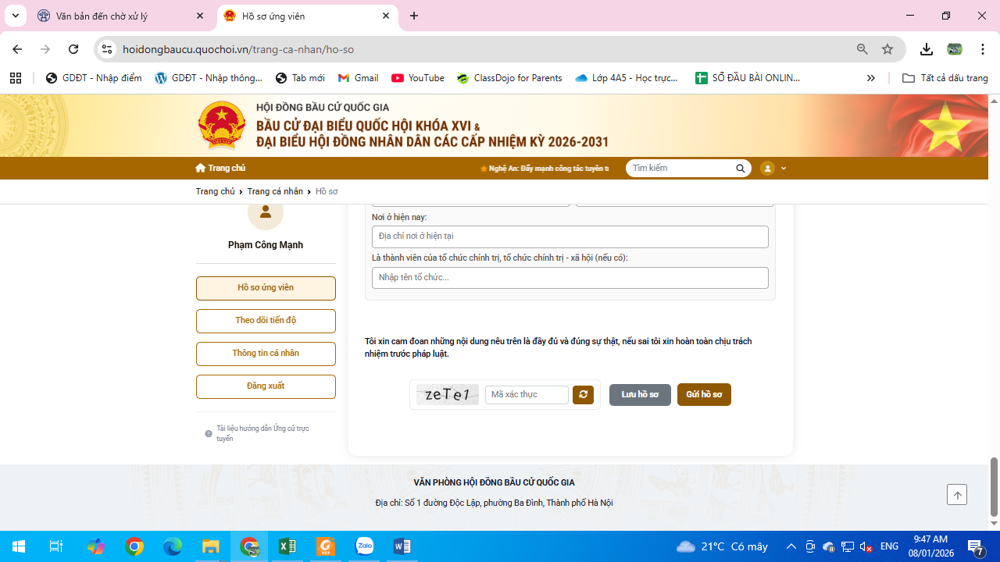 Văn bản đến chờ xử lý
Hồ sơ ứng viên
hoidongbaucu.quochoi.vn/trang-ca-nhan/ho-so
GDĐT - Nhập điểm
GDĐT - Nhập thông...
Tab mới
Gmail
YouTube
ClassDojo for Parents
Lớp 4A5 - Học trực...
SỔ ĐẦU BÀI ONLIN...
Tất cả dấu trang
HỘI ĐỒNG BẦU CỬ QUỐC GIA
BẦU CỬ ĐẠI BIỂU QUỐC HỘI KHÓA XVI &
ĐẠI BIỂU HỘI ĐỒNG NHÂN DÂN CÁC CẤP NHIỆM KỲ 2026-2031
Trang chủ
Nghệ An: Đẩy mạnh công tác tuyên tr
Tìm kiếm
Trang chủ › Trang cá nhân › Hồ sơ
Phạm Công Mạnh
Hồ sơ ứng viên
Theo dõi tiến độ
Thông tin cá nhân
Đăng xuất
Tài liệu hướng dẫn Ứng cử trực
tuyến
Nơi ở hiện nay:
Địa chỉ nơi ở hiện tại
Là thành viên của tổ chức chính trị, tổ chức chính trị - xã hội (nếu có):
Nhập tên tổ chức...
Tôi xin cam đoan những nội dung nêu trên là đầy đủ và đúng sự thật, nếu sai tôi xin hoàn toàn chịu trách
nhiệm trước pháp luật.
zeTe1
Mã xác thực
Lưu hồ sơ
Gửi hồ sơ
VĂN PHÒNG HỘI ĐỒNG BẦU CỬ QUỐC GIA
Địa chỉ: Số 1 đường Độc Lập, phường Ba Đình, Thành phố Hà Nội
21°C Có mây
ENG
9:47 AM
08/01/2026
7